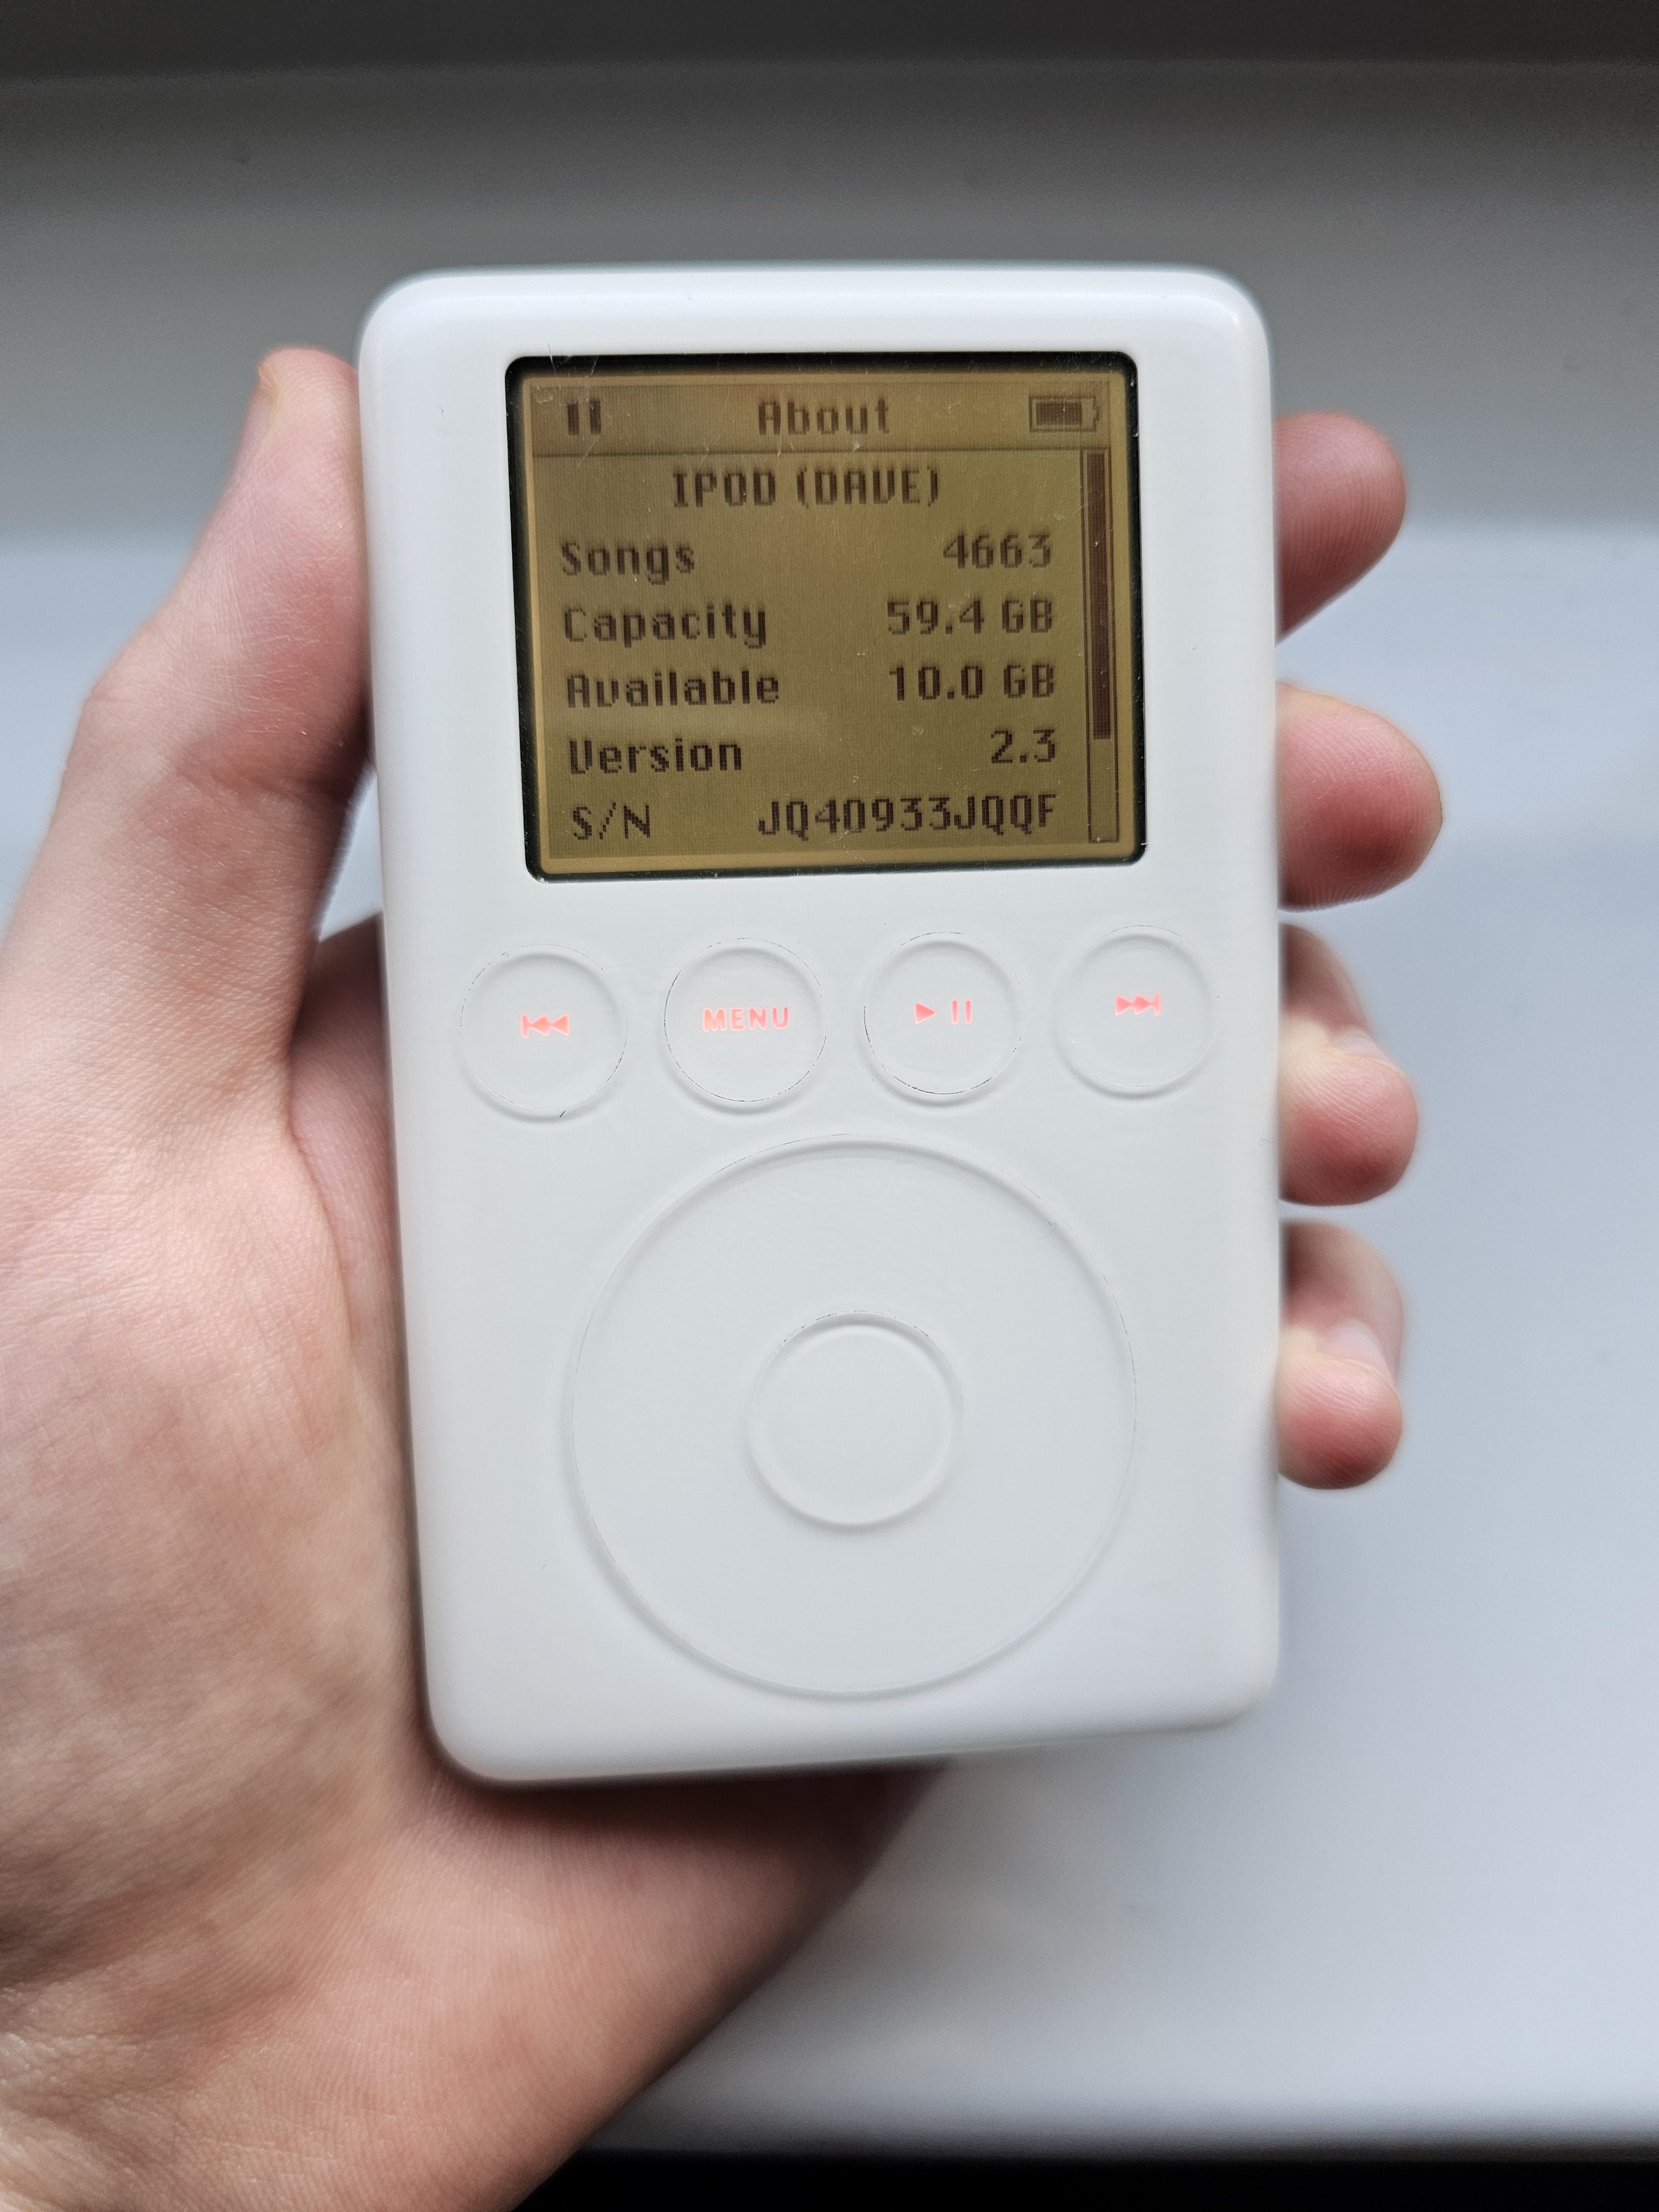 About
IPOD (DAVE)
Songs 4663
Capacity 59.4 GB
Available 10.0 GB
Version 2.3
S/N JQ40933JQQF
MENU